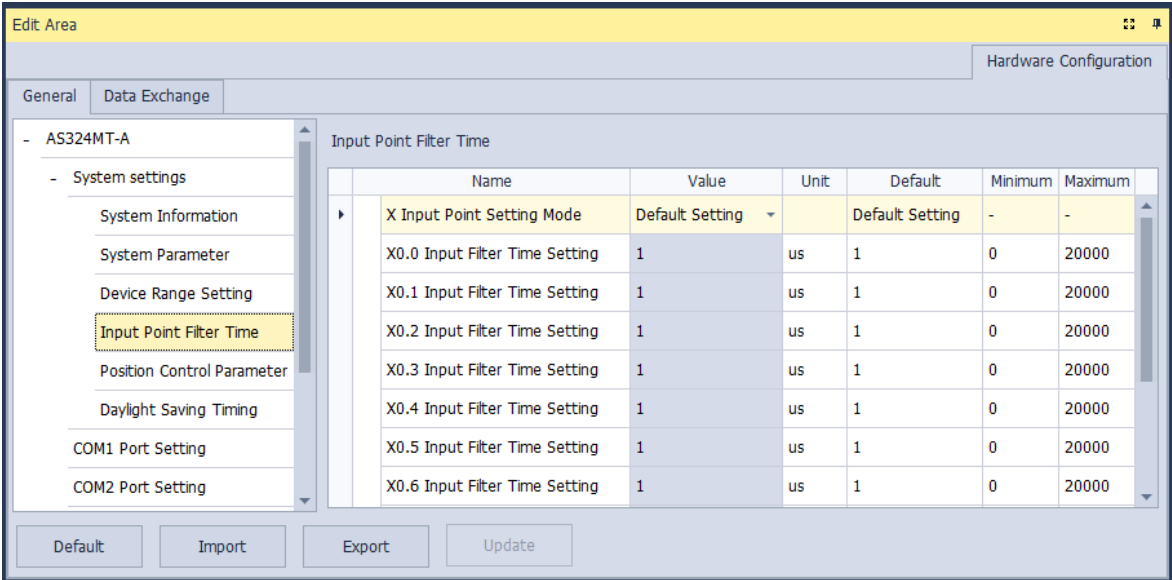 Edit Area
Hardware Configuration
General Data Exchange
- AS324MT-A
- System settings
System Information
System Parameter
Device Range Setting
Input Point Filter Time
Position Control Parameter
Daylight Saving Timing
COM1 Port Setting
COM2 Port Setting
Input Point Filter Time
Name Value Unit Default Minimum Maximum
X Input Point Setting Mode Default Setting Default Setting - -
X0.0 Input Filter Time Setting 1 us 1 0 20000
X0.1 Input Filter Time Setting 1 us 1 0 20000
X0.2 Input Filter Time Setting 1 us 1 0 20000
X0.3 Input Filter Time Setting 1 us 1 0 20000
X0.4 Input Filter Time Setting 1 us 1 0 20000
X0.5 Input Filter Time Setting 1 us 1 0 20000
X0.6 Input Filter Time Setting 1 us 1 0 20000
Default Import Export Update